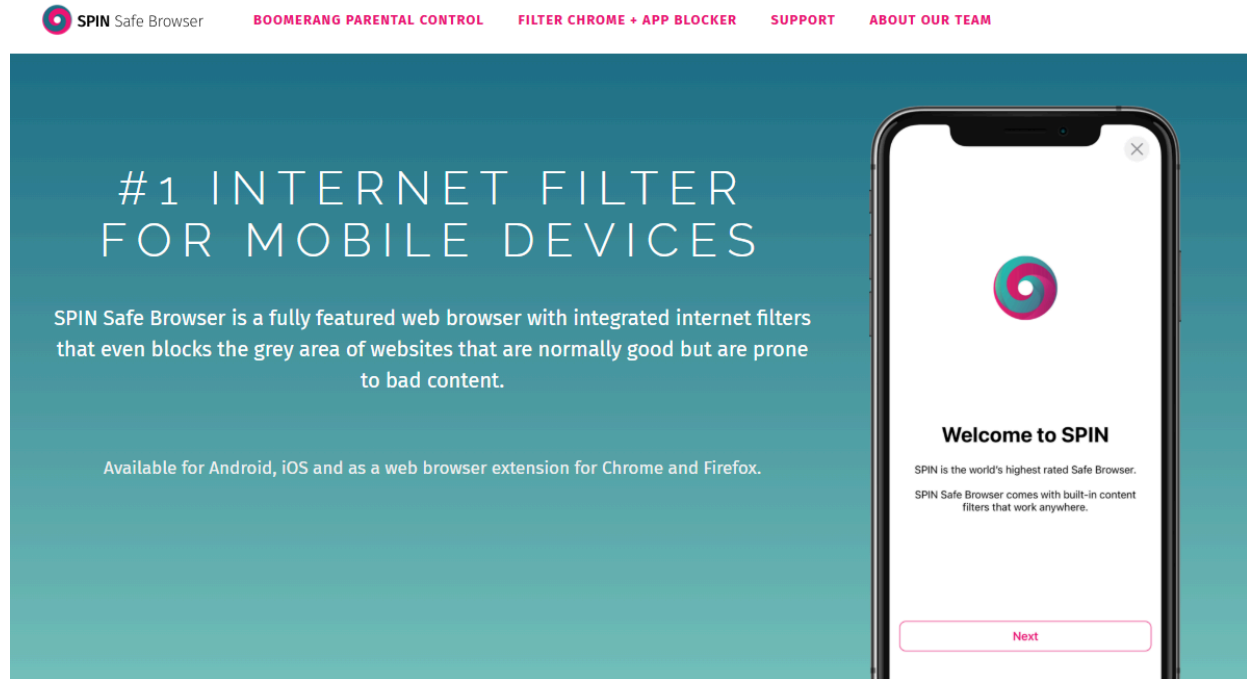 SPIN Safe Browser
BOOMERANG PARENTAL CONTROL
FILTER CHROME + APP BLOCKER
SUPPORT
ABOUT OUR TEAM
#1 INTERNET FILTER
FOR MOBILE DEVICES
SPIN Safe Browser is a fully featured web browser with integrated internet filters
that even blocks the grey area of websites that are normally good but are prone
to bad content.
Available for Android, iOS and as a web browser extension for Chrome and Firefox.
Welcome to SPIN
SPIN is the world's highest rated Safe Browser.
SPIN Safe Browser comes with built-in content
filters that work anywhere.
Next